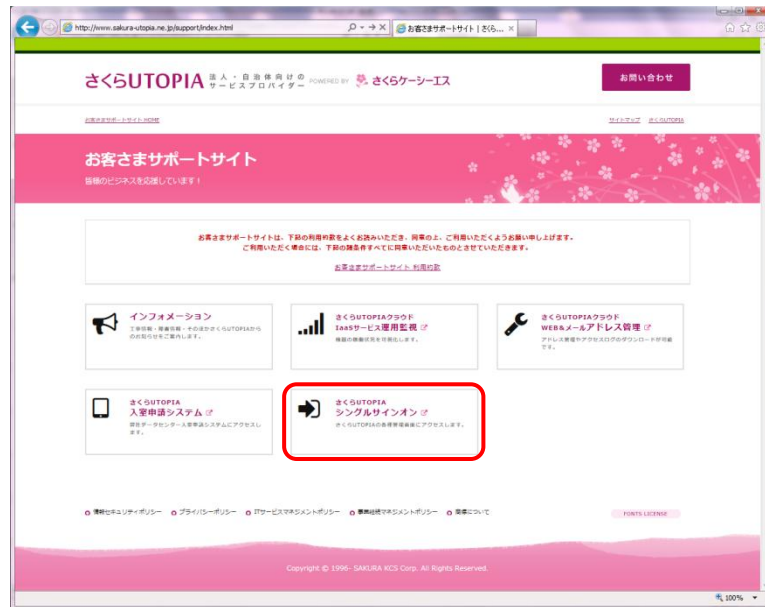 http://www.sakura-utopia.ne.jp/support/index.html
お客さまサポートサイト | さくら... ×
さくらUTOPIA 法人・自治体向けのサービスプロバイダー POWERED BY さくらケーシーエス
お問い合わせ
お客さまサポートサイト HOME
サイトマップ さくらUTOPIA
お客さまサポートサイト
皆様のビジネスを応援しています！
お客さまサポートサイトは、下記の利用約款をよくお読みいただき、同意の上、ご利用いただくようお願い申し上げます。
ご利用いただく場合には、下記の諸条件すべてに同意いただいたものとさせていただきます。
お客さまサポートサイト 利用約款
インフォメーション
工事情報・障害情報・そのほかさくらUTOPIAから
のお知らせをご案内します。
さくらUTOPIAクラウド
IaaSサービス運用監視
機器の稼働状況を可視化します。
さくらUTOPIAクラウド
WEB&メールアドレス管理
アドレス管理やアクセスログのダウンロードが可能
です。
さくらUTOPIA
入室申請システム
弊社データセンター入室申請システムにアクセスし
ます。
さくらUTOPIA
シングルサインオン
さくらUTOPIAの各種管理画面にアクセスします。
情報セキュリティポリシー プライバシーポリシー ITサービスマネジメントポリシー 事業継続マネジメントポリシー 商標について
FONTS LICENSE
Copyright © 1996- SAKURA KCS Corp. All Rights Reserved.
100%